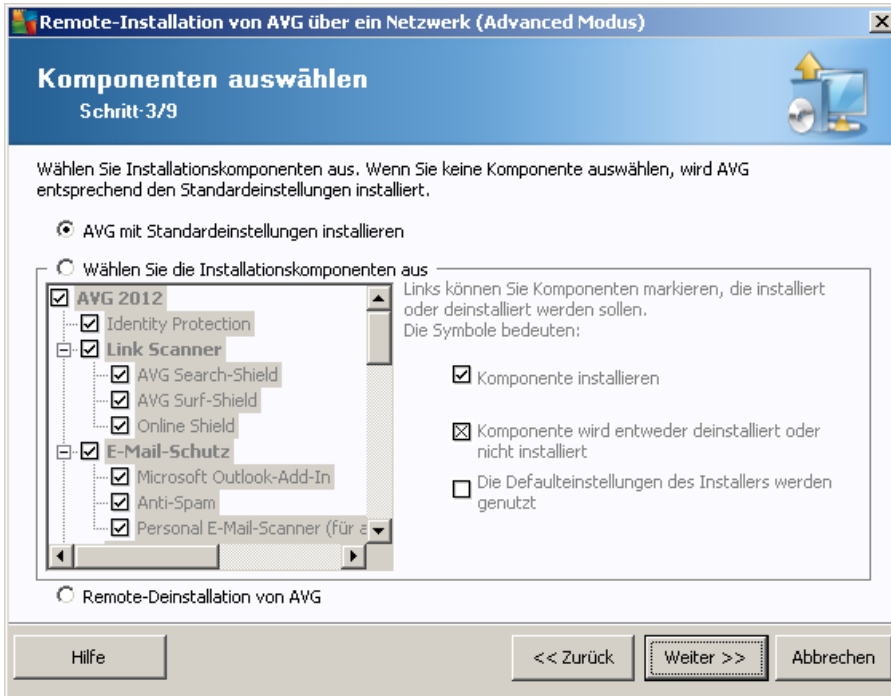 Remote-Installation von AVG über ein Netzwerk (Advanced Modus)
Komponenten auswählen
Schritt-3/9
Wählen Sie Installationskomponenten aus. Wenn Sie keine Komponente auswählen, wird AVG
entsprechend den Standardeinstellungen installiert.
AVG mit Standardeinstellungen installieren
Wählen Sie die Installationskomponenten aus
AVG 2012
Identity Protection
Link Scanner
AVG Search-Shield
AVG Surf-Shield
Online Shield
E-Mail-Schutz
Microsoft Outlook-Add-In
Anti-Spam
Personal E-Mail-Scanner (für a
Links können Sie Komponenten markieren, die installiert
oder deinstalliert werden sollen.
Die Symbole bedeuten:
Komponente installieren
Komponente wird entweder deinstalliert oder
nicht installiert
Die Defaulteinstellungen des Installers werden
genutzt
Remote-Deinstallation von AVG
Hilfe
<< Zurück
Weiter >>
Abbrechen